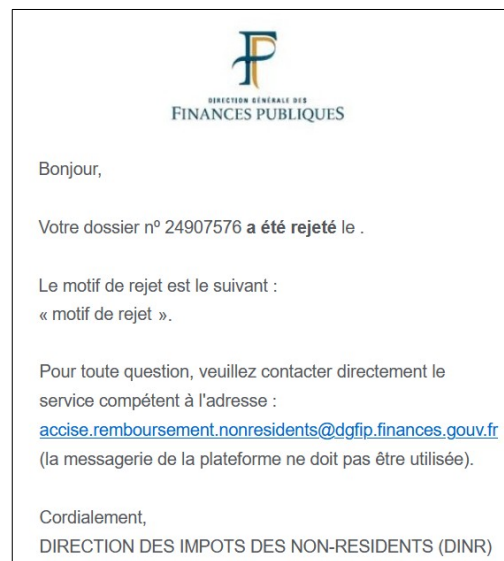 DIRECTION GÉNÉRALE DES
FINANCES PUBLIQUES
Bonjour,
Votre dossier nº 24907576 a été rejeté le .
Le motif de rejet est le suivant :
« motif de rejet ».
Pour toute question, veuillez contacter directement le
service compétent à l'adresse :
accise.remboursement.nonresidents@dgfip.finances.gouv.fr
(la messagerie de la plateforme ne doit pas être utilisée).
Cordialement,
DIRECTION DES IMPOTS DES NON-RESIDENTS (DINR)